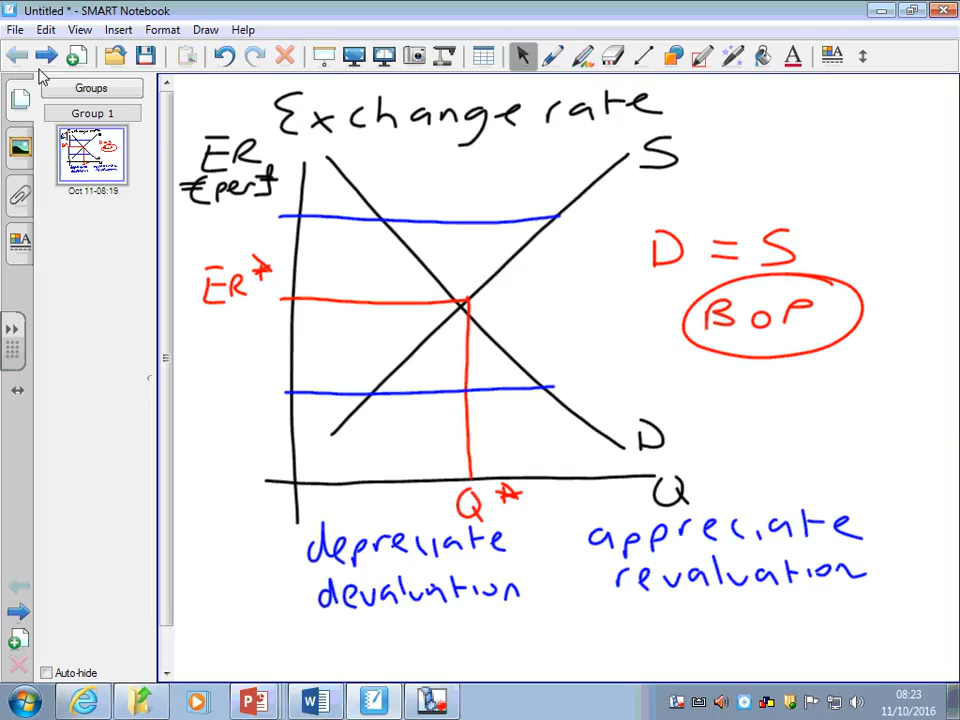 Untitled * - SMART Notebook
File Edit View Insert Format Draw Help
Groups
Group 1
Oct 11-08:19
Auto-hide
Exchange rate
ER
€ per £
S
ER*
D = S
BoP
D
Q
Q*
depreciate
devaluation
appreciate
revaluation
08:23
11/10/2016